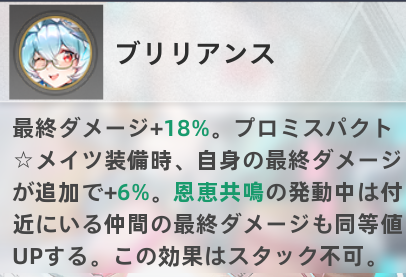 ブリリアンス
最終ダメージ+18%。プロミスパクト
☆メイツ装備時、自身の最終ダメージ
が追加で+6%。恩恵共鳴の発動中は付
近にいる仲間の最終ダメージも同等値
UPする。この効果はスタック不可。